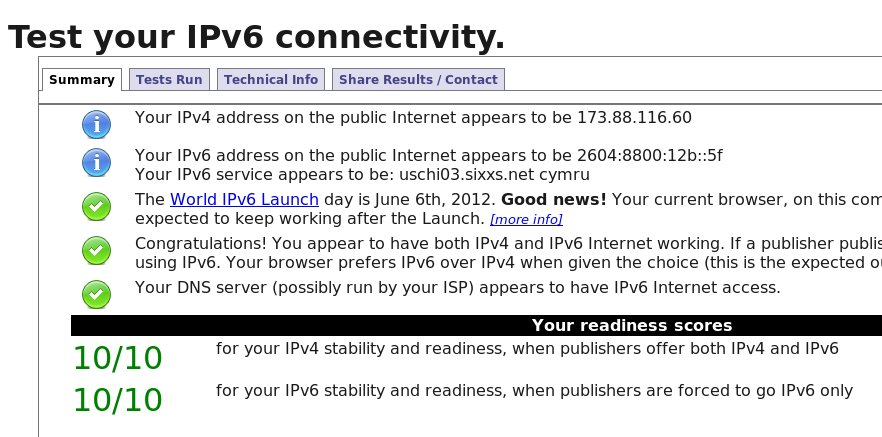 Test your IPv6 connectivity.
Summary Tests Run Technical Info Share Results / Contact
Your IPv4 address on the public Internet appears to be 173.88.116.60
Your IPv6 address on the public Internet appears to be 2604:8800:12b::5f
Your IPv6 service appears to be: uschi03.sixxs.net cymru
The World IPv6 Launch day is June 6th, 2012. Good news! Your current browser, on this com
expected to keep working after the Launch. [more info]
Congratulations! You appear to have both IPv4 and IPv6 Internet working. If a publisher publis
using IPv6. Your browser prefers IPv6 over IPv4 when given the choice (this is the expected o
Your DNS server (possibly run by your ISP) appears to have IPv6 Internet access.
Your readiness scores
10/10 for your IPv4 stability and readiness, when publishers offer both IPv4 and IPv6
10/10 for your IPv6 stability and readiness, when publishers are forced to go IPv6 only